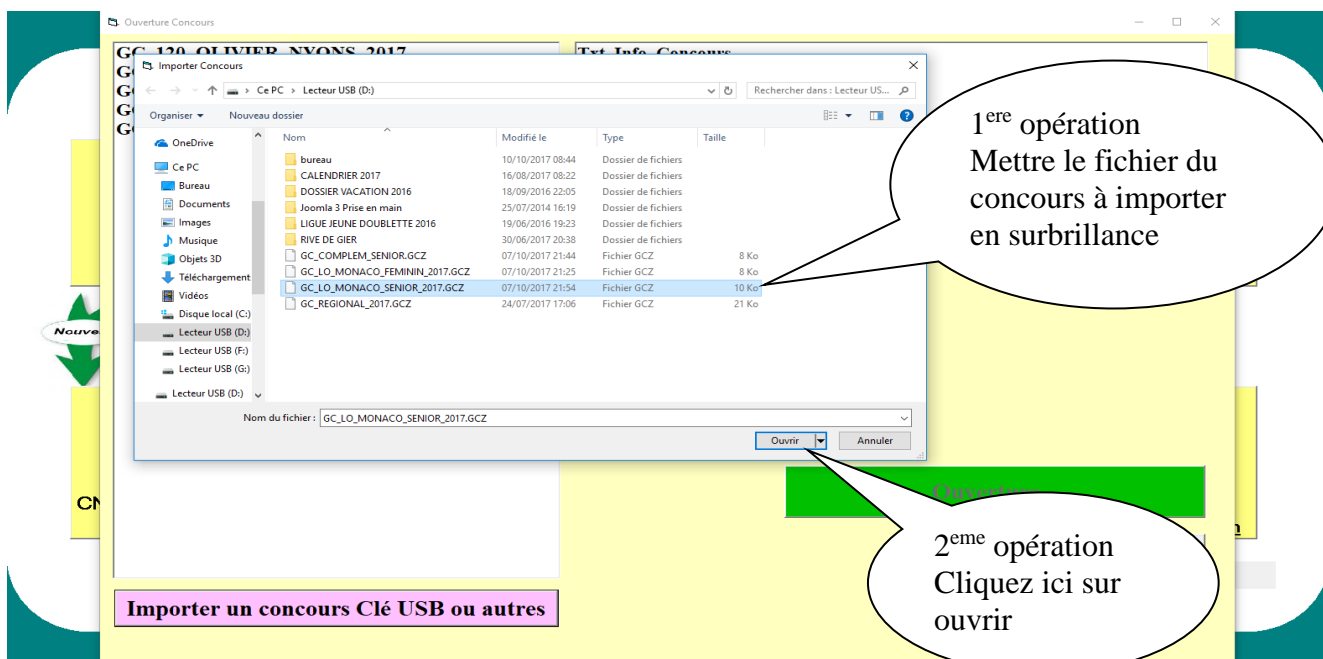 Ouverture Concours
GC_120_OLIVIER_NYONS_2017
Txt_Info_Concours
Importer Concours
Ce PC › Lecteur USB (D:)
Rechercher dans : Lecteur US...
Organiser
Nouveau dossier
Nom
Modifié le
Type
Taille
OneDrive
Ce PC
Bureau
Documents
Images
Musique
Objets 3D
Téléchargement
Vidéos
Disque local (C:)
Lecteur USB (D:)
Lecteur USB (F:)
Lecteur USB (G:)
Lecteur USB (D:)
bureau 10/10/2017 08:44 Dossier de fichiers
CALENDRIER 2017 16/08/2017 08:22 Dossier de fichiers
DOSSIER VACATION 2016 18/09/2016 22:05 Dossier de fichiers
Joomla 3 Prise en main 25/07/2014 16:19 Dossier de fichiers
LIGUE JEUNE DOUBLETTE 2016 19/06/2016 19:23 Dossier de fichiers
RIVE DE GIER 30/06/2017 20:38 Dossier de fichiers
GC_COMPLEM_SENIOR.GCZ 07/10/2017 21:44 Fichier GCZ 8 Ko
GC_LO_MONACO_FEMININ_2017.GCZ 07/10/2017 21:25 Fichier GCZ 8 Ko
GC_LO_MONACO_SENIOR_2017.GCZ 07/10/2017 21:54 Fichier GCZ 10 Ko
GC_REGIONAL_2017.GCZ 24/07/2017 17:06 Fichier GCZ 21 Ko
Nom du fichier : GC_LO_MONACO_SENIOR_2017.GCZ
Ouvrir
Annuler
1ere opération
Mettre le fichier du
concours à importer
en surbrillance
Nouve
CN
2eme opération
Cliquez ici sur
ouvrir
Importer un concours Clé USB ou autres